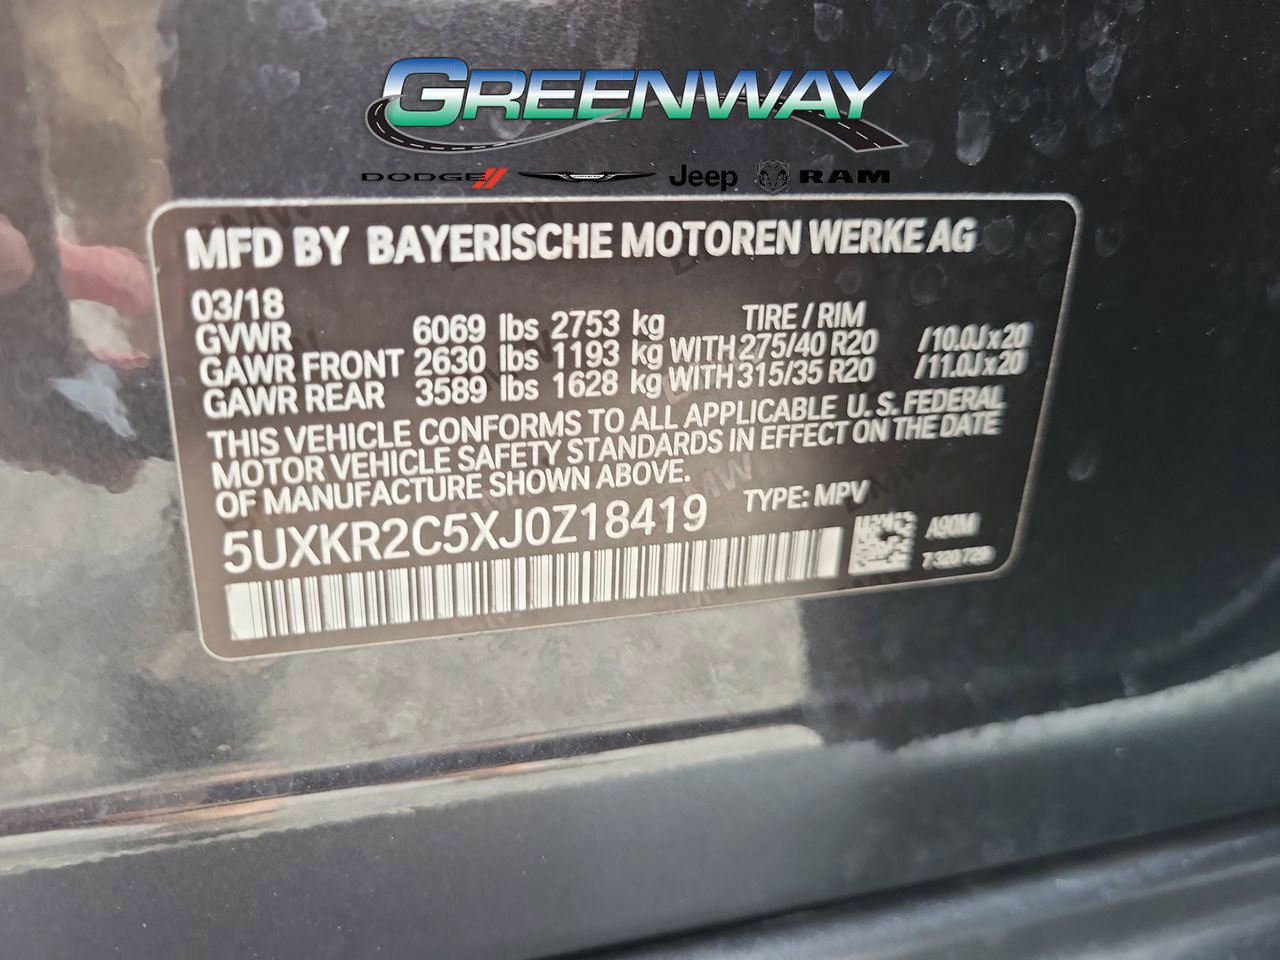 GREENWAY
DODGE Jeep RAM
MFD BY BAYERISCHE MOTOREN WERKE AG
03/18
TIRE / RIM
GVWR 6069 lbs 2753 kg
GAWR FRONT 2630 lbs 1193 kg WITH 275/40 R20 /10.0J x 20
GAWR REAR 3589 lbs 1628 kg WITH 315/35 R20 /11.0J x 20
THIS VEHICLE CONFORMS TO ALL APPLICABLE U.S. FEDERAL
MOTOR VEHICLE SAFETY STANDARDS IN EFFECT ON THE DATE
OF MANUFACTURE SHOWN ABOVE.
5UXKR2C5XJ0Z18419 TYPE: MPV
A90M
7 320 729